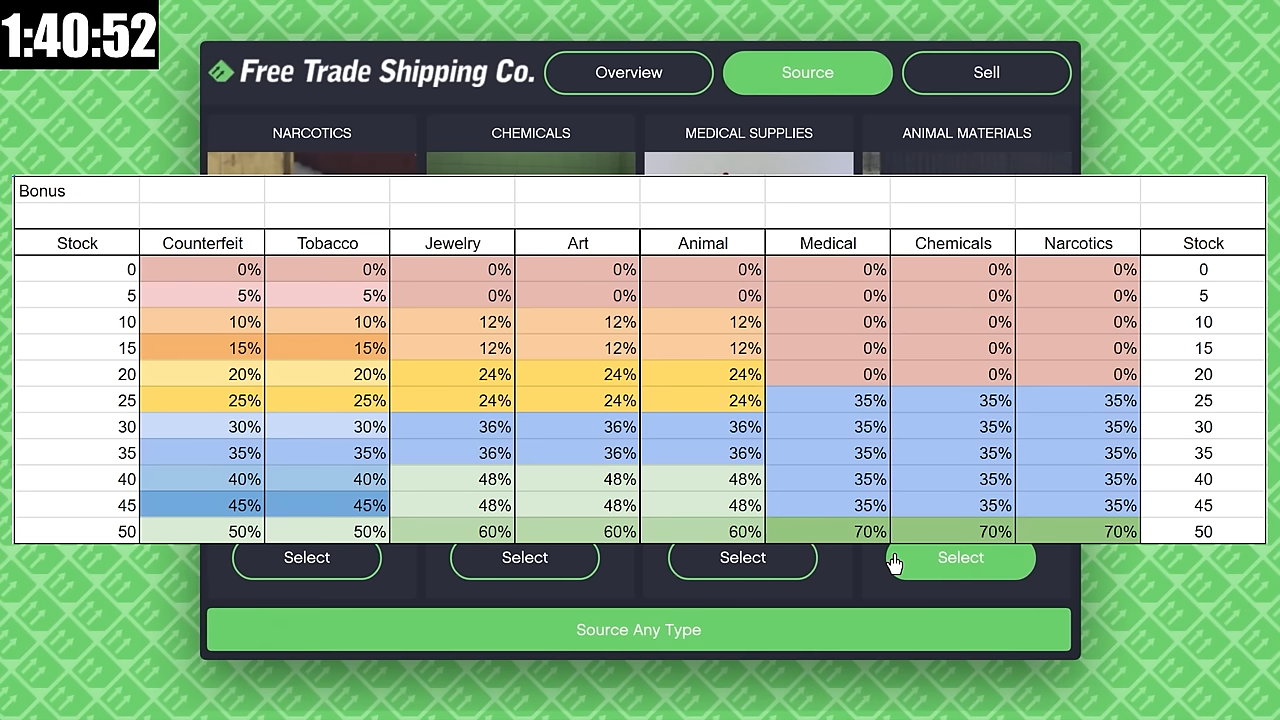 1:40:52
Free Trade Shipping Co. Overview Source Sell
NARCOTICS CHEMICALS MEDICAL SUPPLIES ANIMAL MATERIALS
Bonus
Stock Counterfeit Tobacco Jewelry Art Animal Medical Chemicals Narcotics Stock
0 0% 0% 0% 0% 0% 0% 0% 0% 0
5 5% 5% 0% 0% 0% 0% 0% 0% 5
10 10% 10% 12% 12% 12% 0% 0% 0% 10
15 15% 15% 12% 12% 12% 0% 0% 0% 15
20 20% 20% 24% 24% 24% 0% 0% 0% 20
25 25% 25% 24% 24% 24% 35% 35% 35% 25
30 30% 30% 36% 36% 36% 35% 35% 35% 30
35 35% 35% 36% 36% 36% 35% 35% 35% 35
40 40% 40% 48% 48% 48% 35% 35% 35% 40
45 45% 45% 48% 48% 48% 35% 35% 35% 45
50 50% 50% 60% 60% 60% 70% 70% 70% 50
Select Select Select Select
Source Any Type